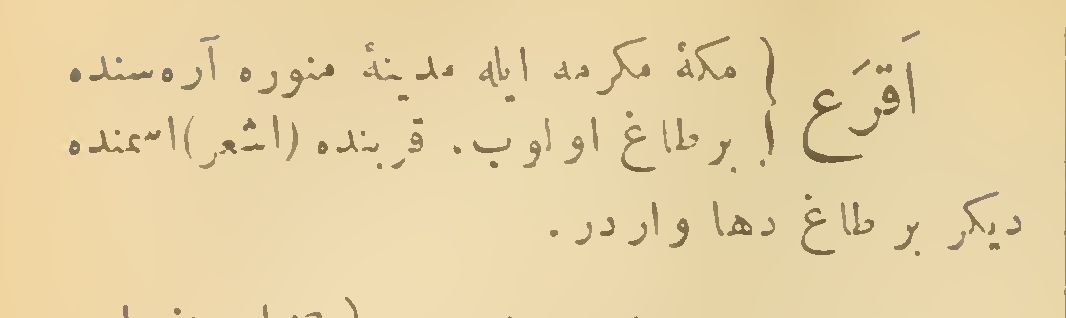 اَقرَع { مكهٔ مكرمه ايله مدينهٔ منوره آره سنده
بر طاغ اولوب. قربنده (اشعر) اسمنده
ديكر بر طاغ دها واردر.